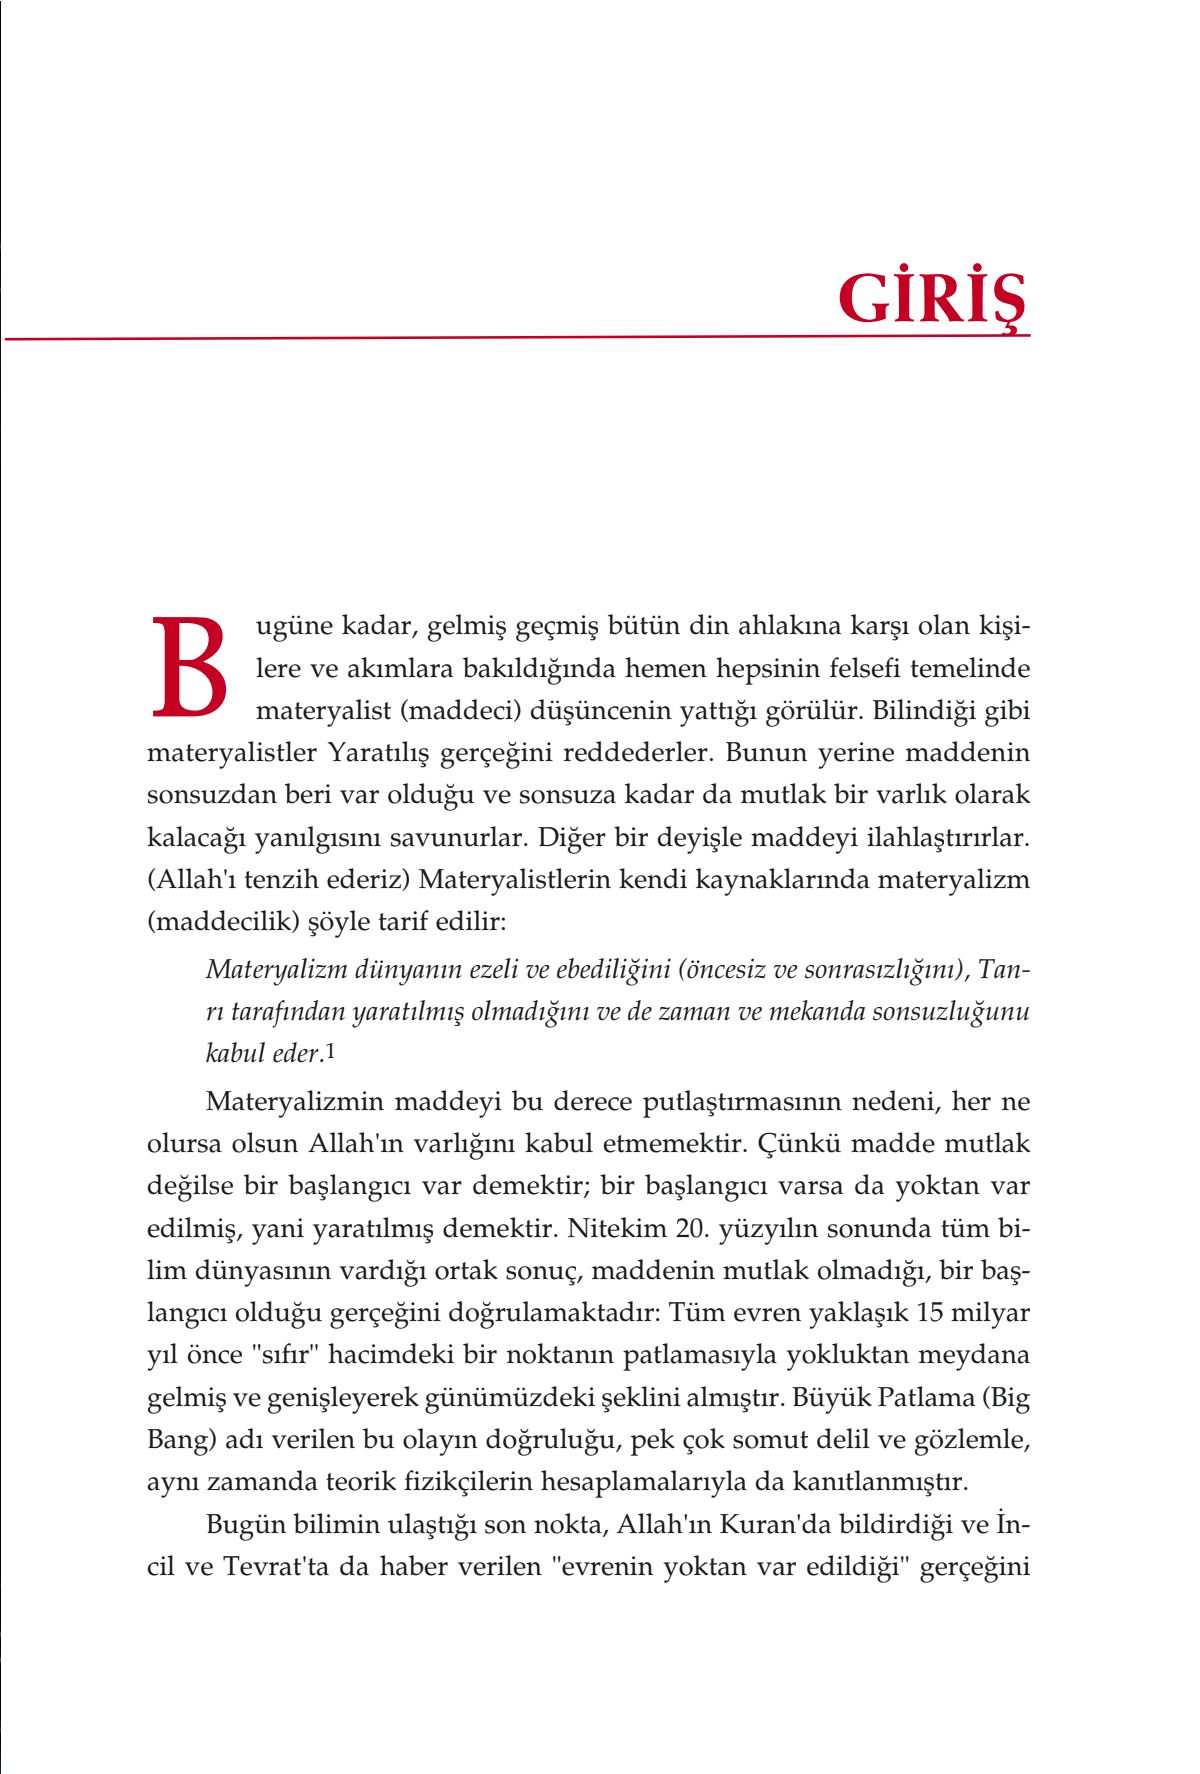 GİRİŞ
Bugüne kadar, gelmiş geçmiş bütün din ahlakına karşı olan kişi-
lere ve akımlara bakıldığında hemen hepsinin felsefi temelinde
materyalist (maddeci) düşüncenin yattığı görülür. Bilindiği gibi
materyalistler Yaratılış gerçeğini reddederler. Bunun yerine maddenin
sonsuzdan beri var olduğu ve sonsuza kadar da mutlak bir varlık olarak
kalacağı yanılgısını savunurlar. Diğer bir deyişle maddeyi ilahlaştırırlar.
(Allah'ı tenzih ederiz) Materyalistlerin kendi kaynaklarında materyalizm
(maddecilik) şöyle tarif edilir:
Materyalizm dünyanın ezeli ve ebediliğini (öncesiz ve sonrasızlığını), Tan-
rı tarafından yaratılmış olmadığını ve de zaman ve mekanda sonsuzluğunu
kabul eder.1
Materyalizmin maddeyi bu derece putlaştırmasının nedeni, her ne
olursa olsun Allah'ın varlığını kabul etmemektir. Çünkü madde mutlak
değilse bir başlangıcı var demektir; bir başlangıcı varsa da yoktan var
edilmiş, yani yaratılmış demektir. Nitekim 20. yüzyılın sonunda tüm bi-
lim dünyasının vardığı ortak sonuç, maddenin mutlak olmadığı, bir baş-
langıcı olduğu gerçeğini doğrulamaktadır: Tüm evren yaklaşık 15 milyar
yıl önce "sıfır" hacimdeki bir noktanın patlamasıyla yokluktan meydana
gelmiş ve genişleyerek günümüzdeki şeklini almıştır. Büyük Patlama (Big
Bang) adı verilen bu olayın doğruluğu, pek çok somut delil ve gözlemle,
aynı zamanda teorik fizikçilerin hesaplamalarıyla da kanıtlanmıştır.
Bugün bilimin ulaştığı son nokta, Allah'ın Kuran'da bildirdiği ve İn-
cil ve Tevrat'ta da haber verilen "evrenin yoktan var edildiği" gerçeğini